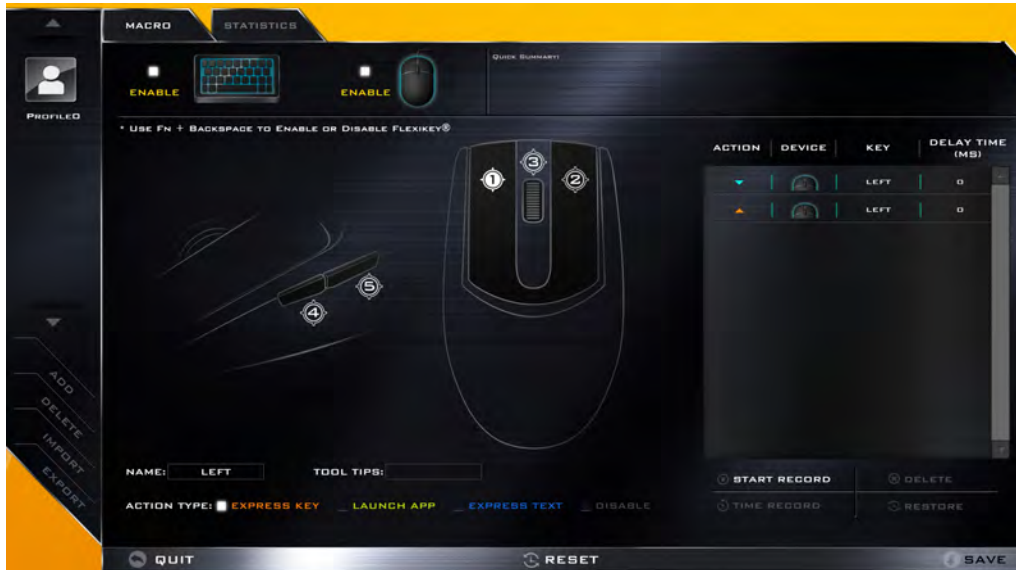 MACRO
STATISTICS
QUICK SUMMARY:
ENABLE
ENABLE
PROFILE0
* USE FN + BACKSPACE TO ENABLE OR DISABLE FLEXIKEY®
ACTION DEVICE KEY DELAY TIME (MS)
LEFT 0
LEFT 0
1
3
2
5
4
ADD
DELETE
IMPORT
EXPORT
NAME: LEFT TOOL TIPS:
ACTION TYPE: EXPRESS KEY LAUNCH APP EXPRESS TEXT DISABLE
START RECORD DELETE
TIME RECORD RESTORE
QUIT RESET SAVE